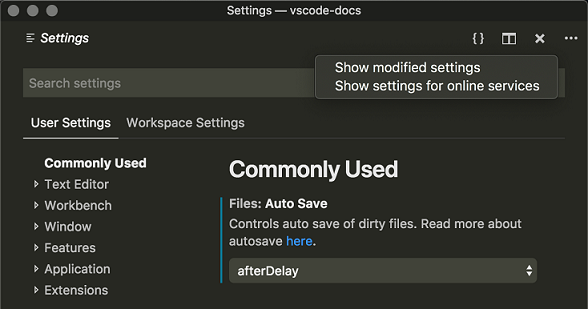 Settings — vscode-docs
Settings
{ }
Show modified settings
Show settings for online services
Search settings
User Settings
Workspace Settings
Commonly Used
Text Editor
Workbench
Window
Features
Application
Extensions
Commonly Used
Files: Auto Save
Controls auto save of dirty files. Read more about
autosave here.
afterDelay